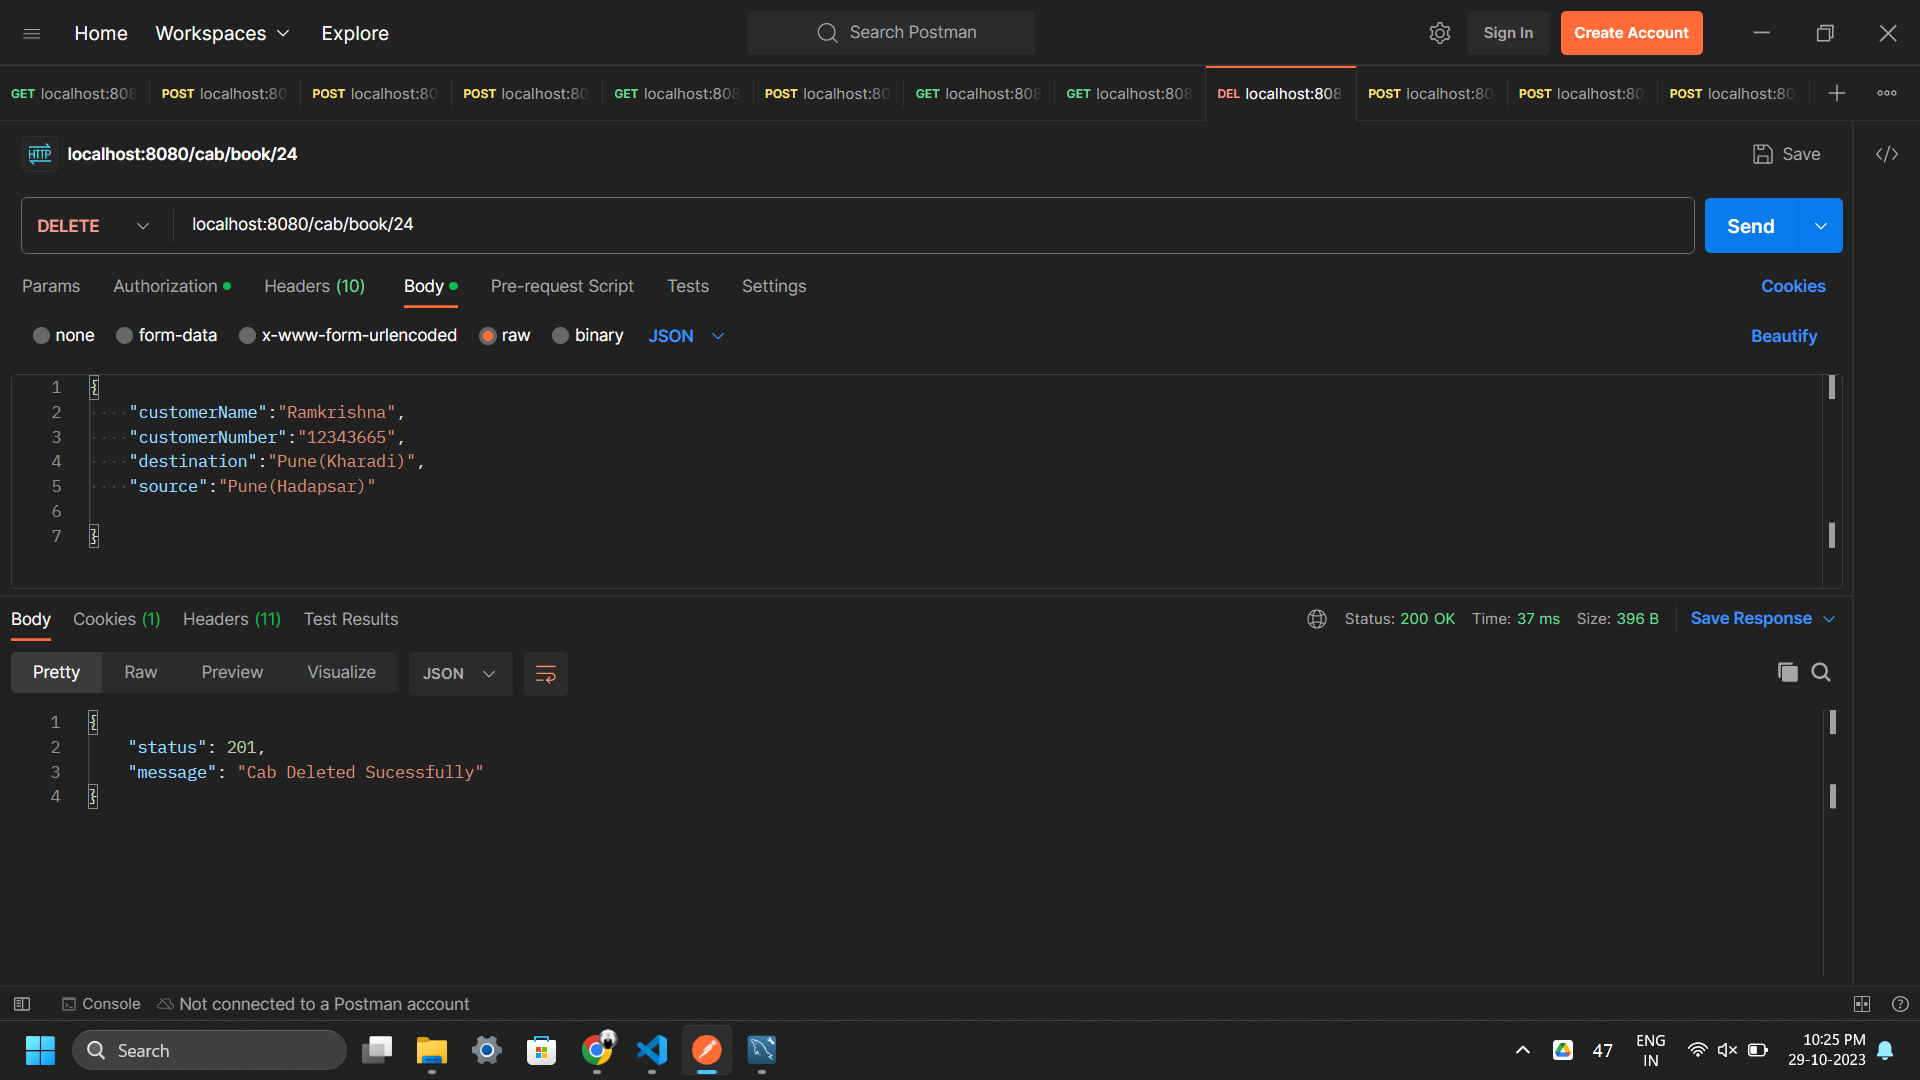 Home Workspaces Explore Search Postman Sign In Create Account
GET localhost:808 POST localhost:80 POST localhost:80 POST localhost:80 GET localhost:808 POST localhost:80 GET localhost:808 GET localhost:808 DEL localhost:808 POST localhost:80 POST localhost:80 POST localhost:80
HTTP localhost:8080/cab/book/24 Save
DELETE localhost:8080/cab/book/24 Send
Params Authorization Headers (10) Body Pre-request Script Tests Settings Cookies
none form-data x-www-form-urlencoded raw binary JSON Beautify
1 {
2 "customerName":"Ramkrishna",
3 "customerNumber":"12343665",
4 "destination":"Pune(Kharadi)",
5 "source":"Pune(Hadapsar)"
6
7 }
Body Cookies (1) Headers (11) Test Results Status: 200 OK Time: 37 ms Size: 396 B Save Response
Pretty Raw Preview Visualize JSON
1 {
2 "status": 201,
3 "message": "Cab Deleted Sucessfully"
4 }
Console Not connected to a Postman account
Search 47 ENG IN 10:25 PM
29-10-2023